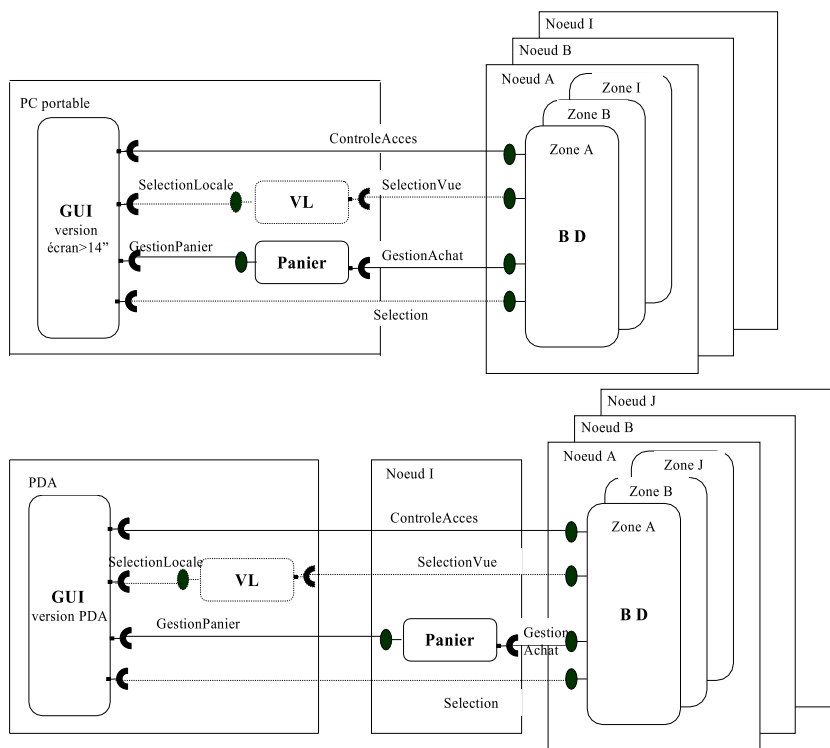 Noeud I
Noeud B
Noeud A
Zone I
PC portable
Zone B
ControleAcces
Zone A
SelectionLocale
VL
SelectionVue
GUI
version
écran>14”
B D
GestionPanier
Panier
GestionAchat
Selection
Noeud J
Noeud B
Noeud A
PDA
Noeud I
Zone J
Zone B
ControleAcces
Zone A
SelectionLocale
VL
SelectionVue
GUI
version PDA
B D
GestionPanier
Panier
Gestion
Achat
Selection